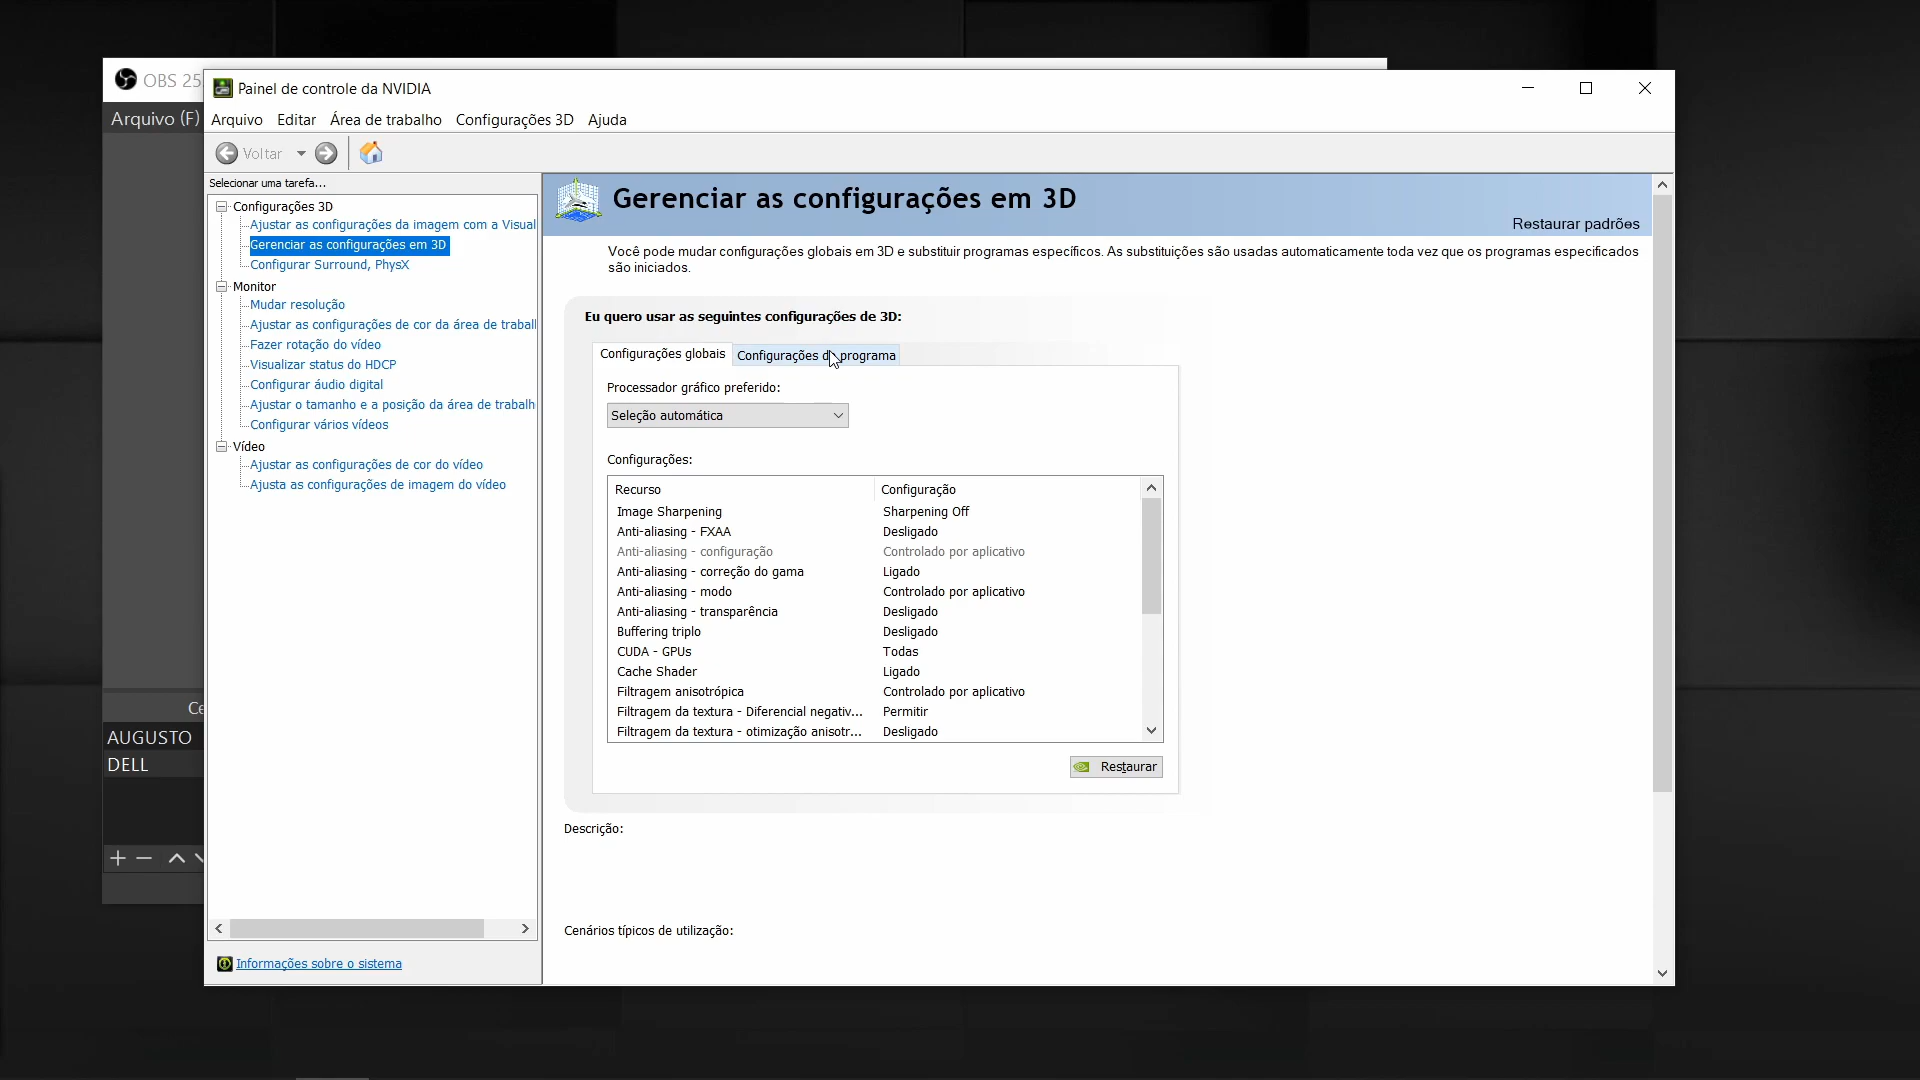 OBS 25
Arquivo (F)
Painel de controle da NVIDIA
Arquivo Editar Área de trabalho Configurações 3D Ajuda
Voltar
Selecionar uma tarefa...
Configurações 3D
Ajustar as configurações da imagem com a Visual
Gerenciar as configurações em 3D
Configurar Surround, PhysX
Monitor
Mudar resolução
Ajustar as configurações de cor da área de trabal
Fazer rotação do vídeo
Visualizar status do HDCP
Configurar áudio digital
Ajustar o tamanho e a posição da área de trabalh
Configurar vários vídeos
Vídeo
Ajustar as configurações de cor do vídeo
Ajusta as configurações de imagem do vídeo
Informações sobre o sistema
Ce
AUGUSTO
DELL
Gerenciar as configurações em 3D
Restaurar padrões
Você pode mudar configurações globais em 3D e substituir programas específicos. As substituições são usadas automaticamente toda vez que os programas especificados
são iniciados.
Eu quero usar as seguintes configurações de 3D:
Configurações globais
Configurações do programa
Processador gráfico preferido:
Seleção automática
Configurações:
Recurso Configuração
Image Sharpening Sharpening Off
Anti-aliasing - FXAA Desligado
Anti-aliasing - configuração Controlado por aplicativo
Anti-aliasing - correção do gama Ligado
Anti-aliasing - modo Controlado por aplicativo
Anti-aliasing - transparência Desligado
Buffering triplo Desligado
CUDA - GPUs Todas
Cache Shader Ligado
Filtragem anisotrópica Controlado por aplicativo
Filtragem da textura - Diferencial negativ... Permitir
Filtragem da textura - otimização anisotr... Desligado
Restaurar
Descrição:
Cenários típicos de utilização: